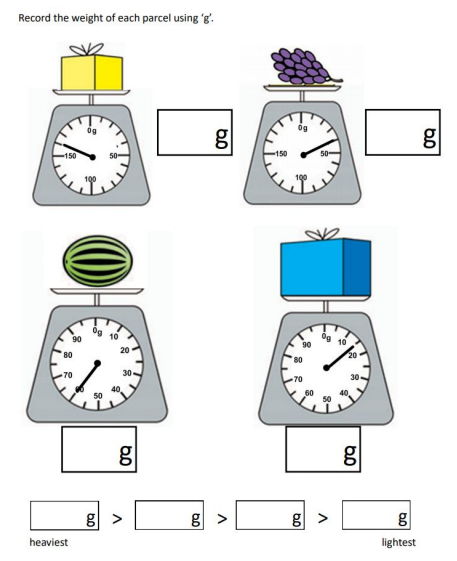 Record the weight of each parcel using ‘g’.
0g
150
50
100
g
0g
150
50
100
g
0g
10
20
30
40
50
60
70
80
90
g
0g
10
20
30
40
50
60
70
80
90
g
g > g > g > g
heaviest lightest